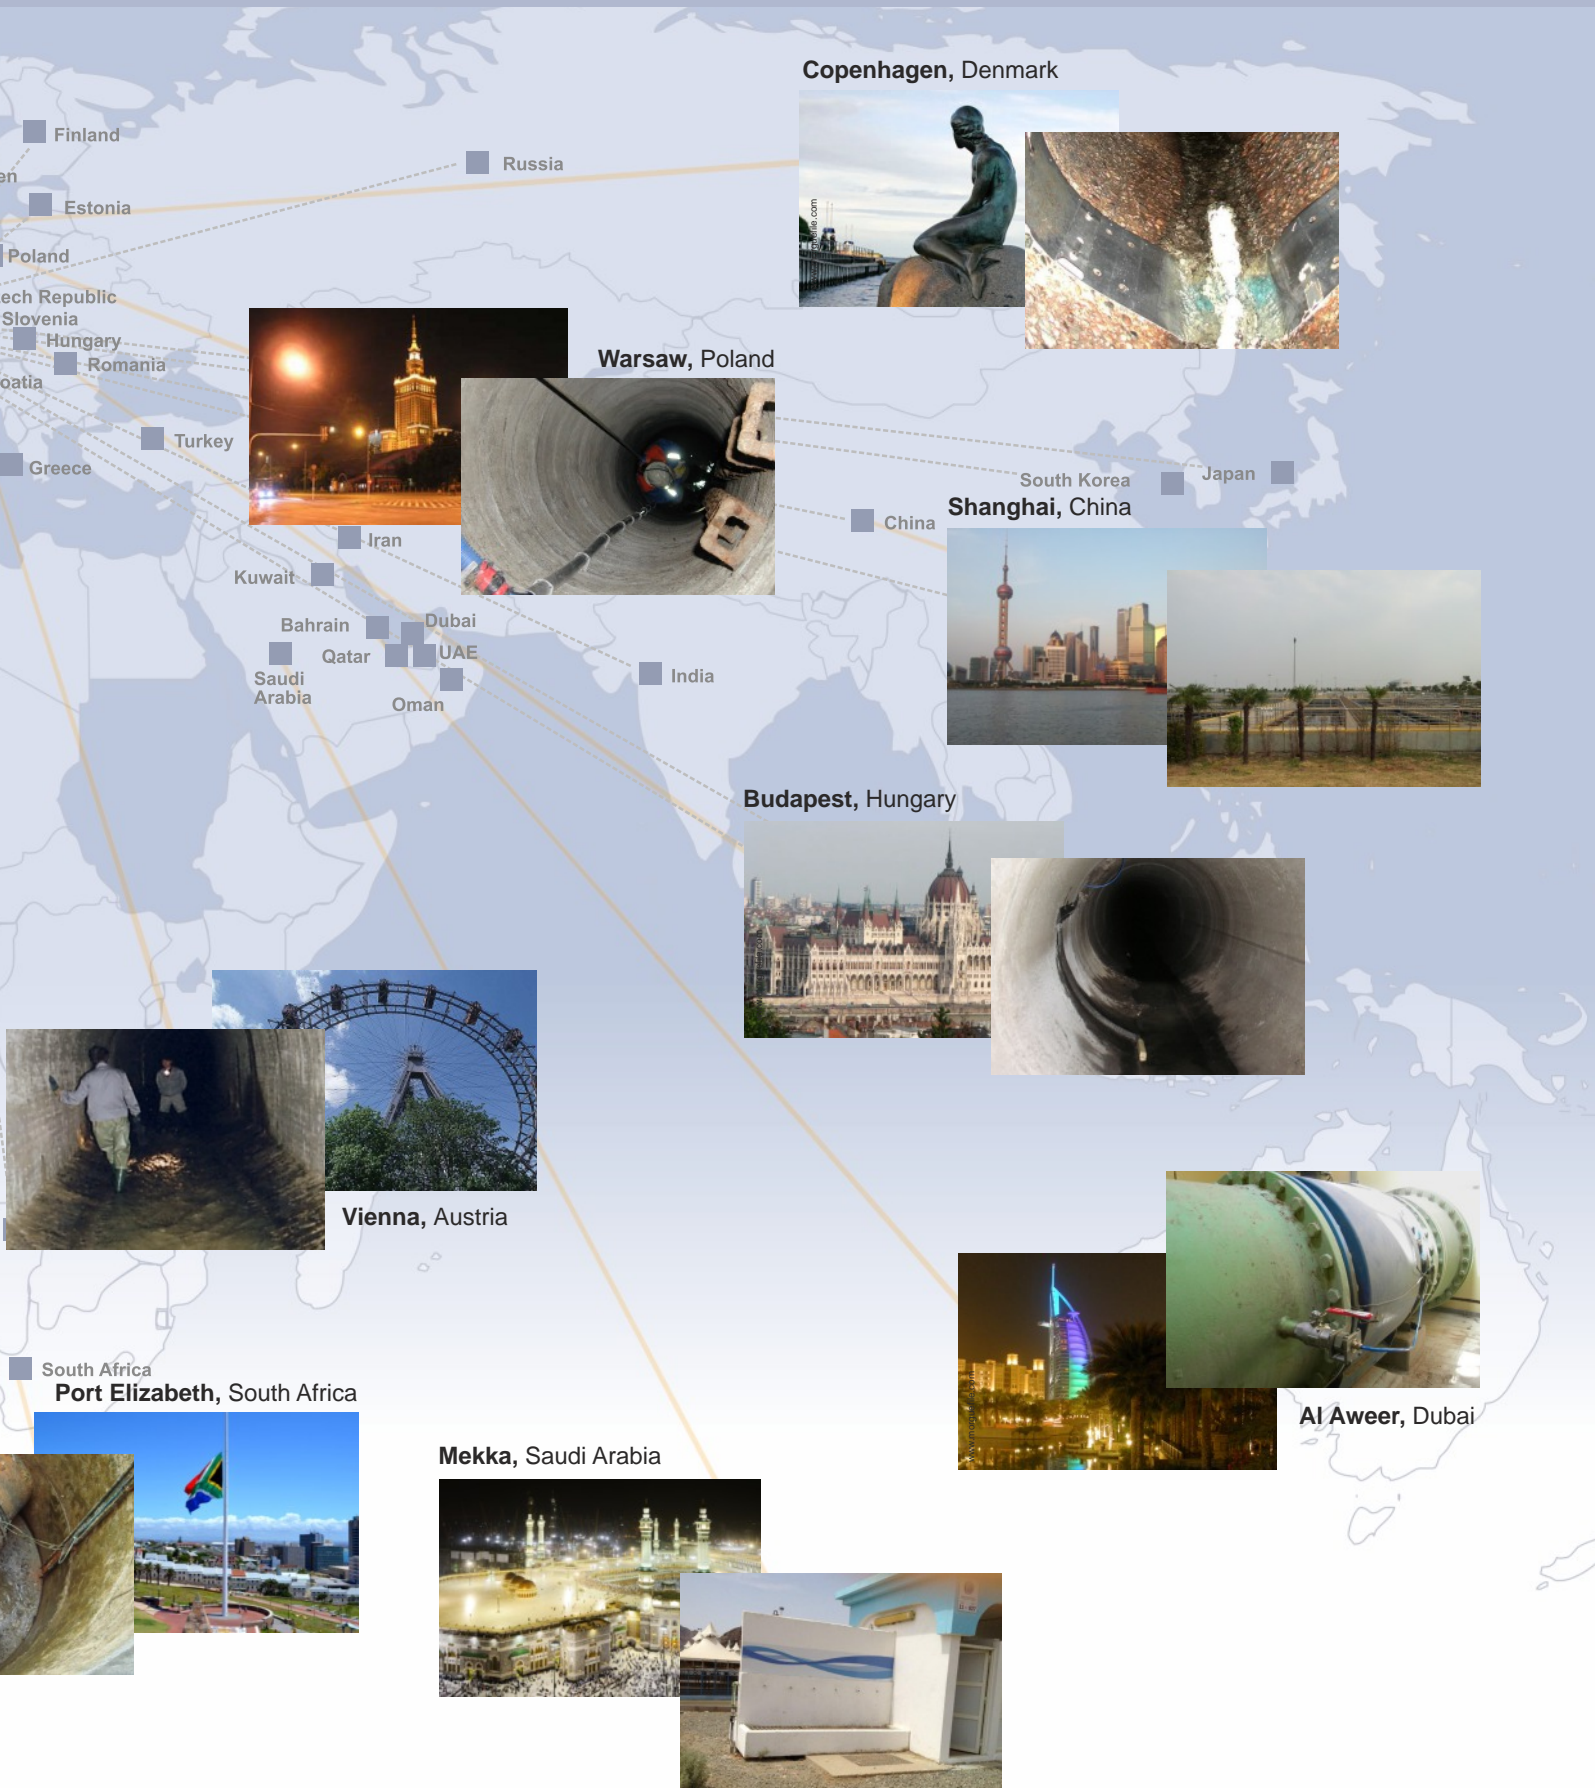 Copenhagen, Denmark
Finland
Russia
en
Estonia
Poland
ech Republic
Slovenia
Hungary
Romania
oatia
Warsaw, Poland
Turkey
Greece
South Korea
Japan
Shanghai, China
China
Iran
Kuwait
Bahrain
Dubai
Qatar
UAE
Saudi
Arabia
India
Oman
Budapest, Hungary
Vienna, Austria
South Africa
Port Elizabeth, South Africa
Al Aweer, Dubai
Mekka, Saudi Arabia